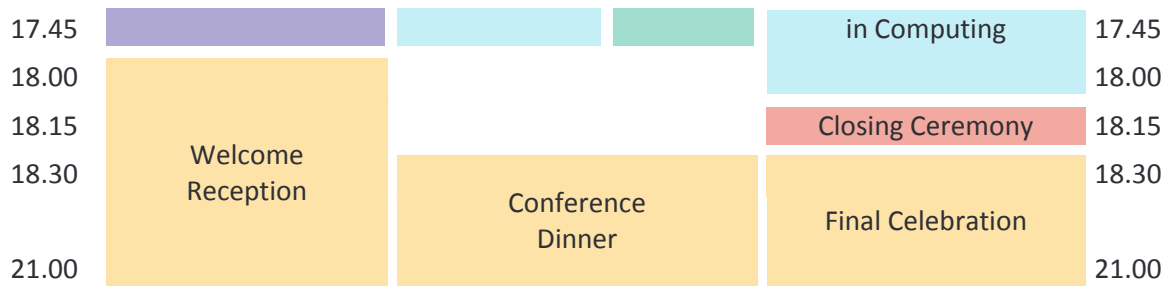 17.45 in Computing 17.45
18.00 18.00
18.15 Closing Ceremony 18.15
Welcome
18.30 18.30
Reception
Conference
Final Celebration
Dinner
21.00 21.00